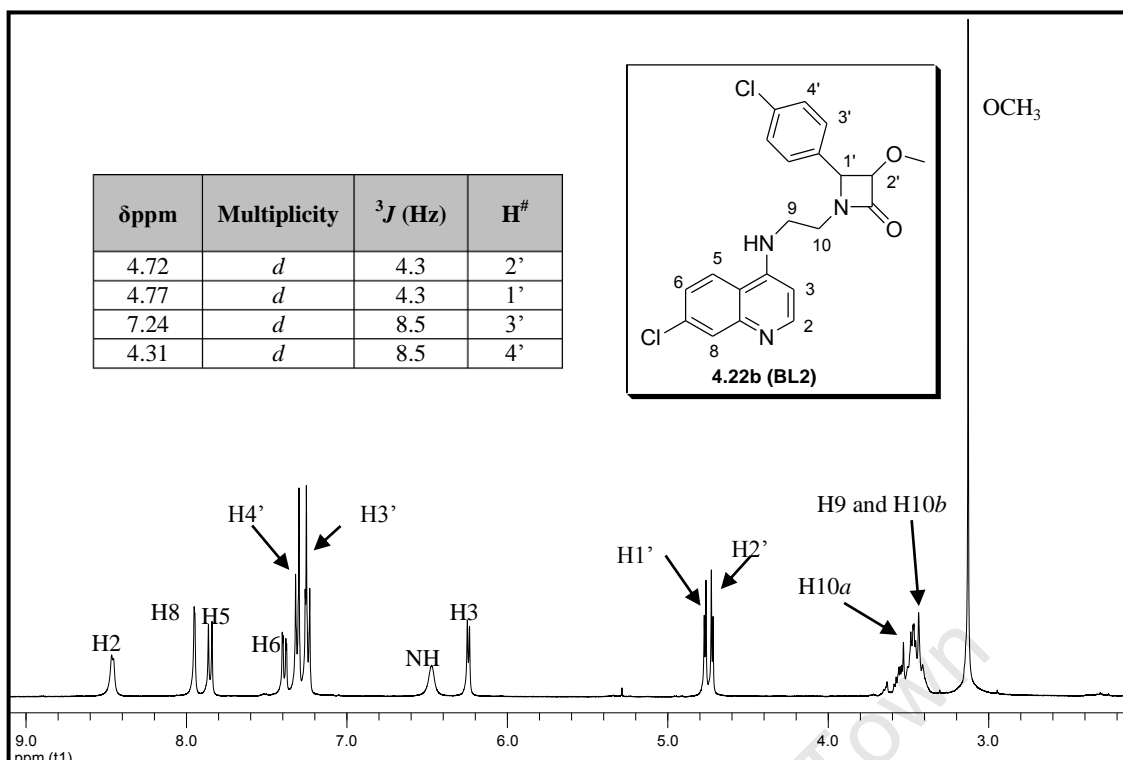 Cl
4'
3'
OCH3
1'
O
2'
N
O
9
10
HN
5
6
3
2
Cl
N
8
4.22b (BL2)
δppm Multiplicity ³J (Hz) H#
4.72 d 4.3 2’
4.77 d 4.3 1’
7.24 d 8.5 3’
4.31 d 8.5 4’
H4’ H3’
H9 and H10b
H1’ H2’
H10a
H8 H5 H3
H2 H6 NH
Town
9.0 8.0 7.0 6.0 5.0 4.0 3.0
ppm (t1)